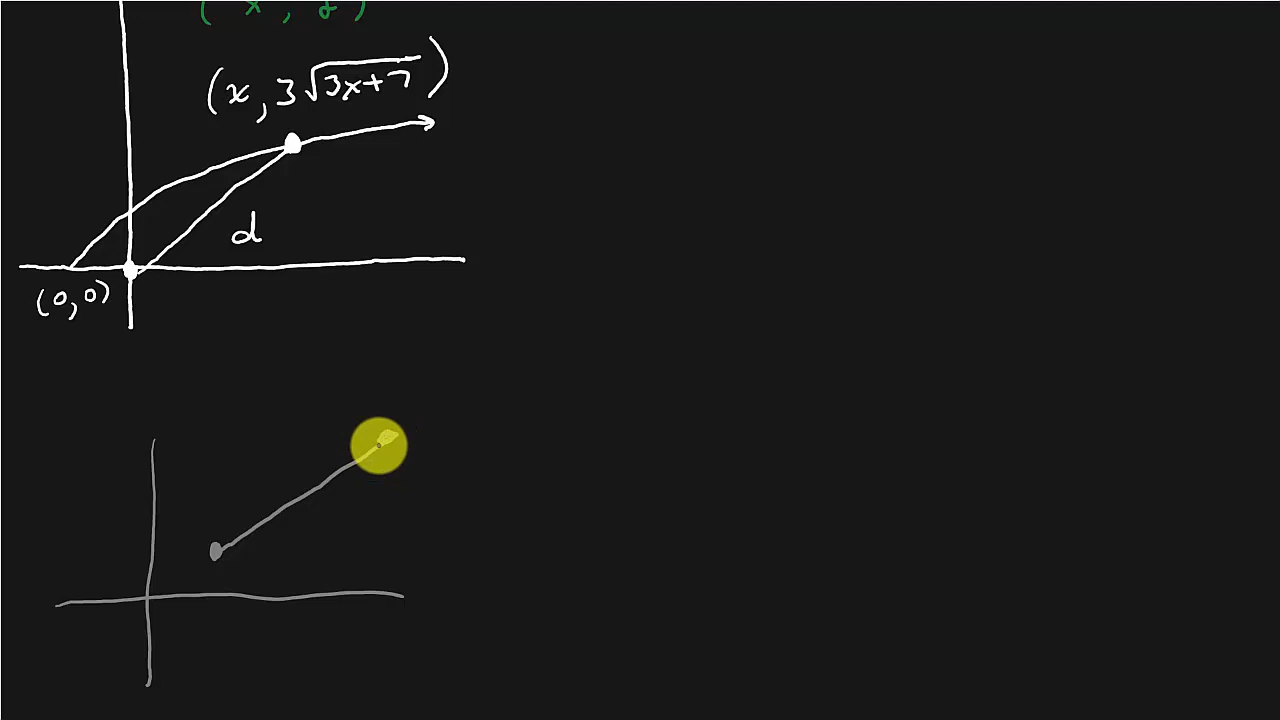 (x, 3√(3x+7))
d
(0,0)